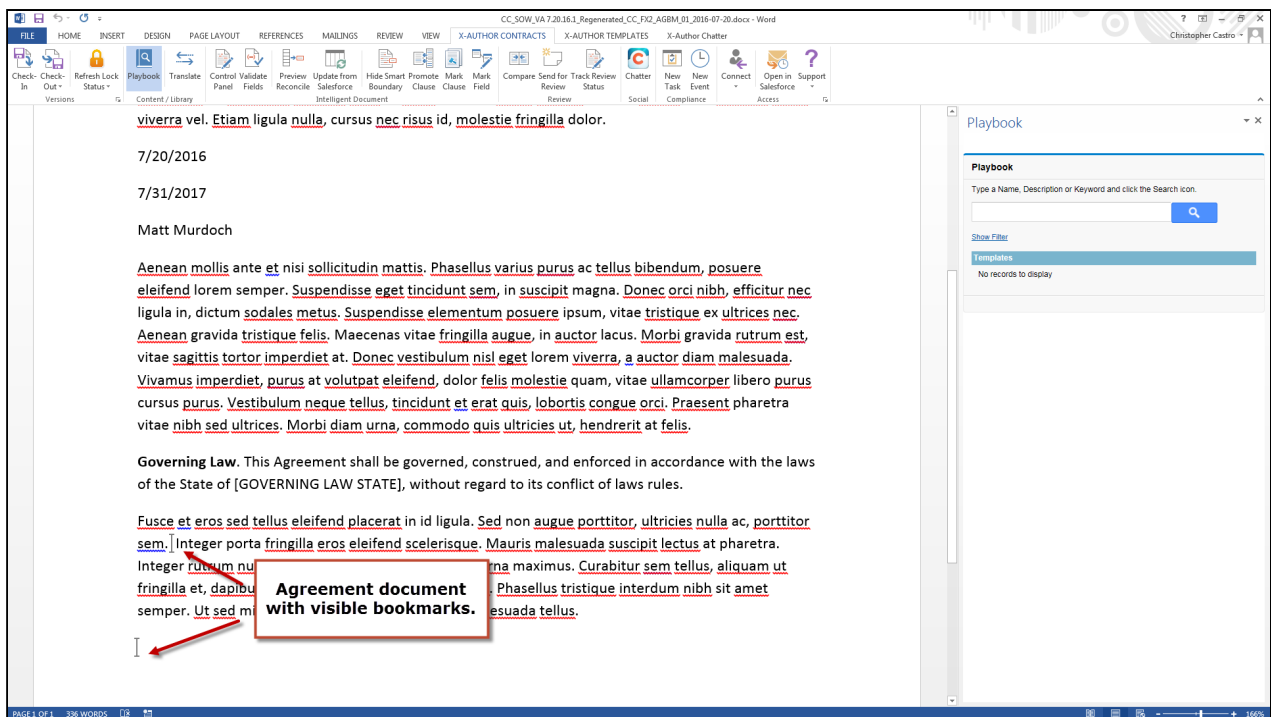 CC_SOW_VA 7.20.16.1_Regenerated_CC_FX2_AGBM_01_2016-07-20.docx - Word
FILE HOME INSERT DESIGN PAGE LAYOUT REFERENCES MAILINGS REVIEW VIEW X-AUTHOR CONTRACTS X-AUTHOR TEMPLATES X-Author Chatter Christopher Castro
Check- Check- Refresh Lock Playbook Translate Control Validate Preview Update from Hide Smart Promote Mark Mark Compare Send for Track Review Chatter New New Connect Open in Support
In Out Status Panel Fields Reconcile Salesforce Boundary Clause Clause Field Review Status Task Event Salesforce
Versions Content / Library Intelligent Document Review Social Compliance Access
viverra vel. Etiam ligula nulla, cursus nec risus id, molestie fringilla dolor.
7/20/2016
7/31/2017
Matt Murdoch
Aenean mollis ante et nisi sollicitudin mattis. Phasellus varius purus ac tellus bibendum, posuere
eleifend lorem semper. Suspendisse eget tincidunt sem, in suscipit magna. Donec orci nibh, efficitur nec
ligula in, dictum sodales metus. Suspendisse elementum posuere ipsum, vitae tristique ex ultrices nec.
Aenean gravida tristique felis. Maecenas vitae fringilla augue, in auctor lacus. Morbi gravida rutrum est,
vitae sagittis tortor imperdiet at. Donec vestibulum nisl eget lorem viverra, a auctor diam malesuada.
Vivamus imperdiet, purus at volutpat eleifend, dolor felis molestie quam, vitae ullamcorper libero purus
cursus purus. Vestibulum neque tellus, tincidunt et erat quis, lobortis congue orci. Praesent pharetra
vitae nibh sed ultrices. Morbi diam urna, commodo quis ultricies ut, hendrerit at felis.
Governing Law. This Agreement shall be governed, construed, and enforced in accordance with the laws
of the State of [GOVERNING LAW STATE], without regard to its conflict of laws rules.
Fusce et eros sed tellus eleifend placerat in id ligula. Sed non augue porttitor, ultricies nulla ac, porttitor
sem. Integer porta fringilla eros eleifend scelerisque. Mauris malesuada suscipit lectus at pharetra.
Integer rutrum nu rna maximus. Curabitur sem tellus, aliquam ut
fringilla et, dapibu . Phasellus tristique interdum nibh sit amet
semper. Ut sed mi esuada tellus.
Agreement document
with visible bookmarks.
Playbook
Playbook
Type a Name, Description or Keyword and click the Search icon.
Show Filter
Templates
No records to display
PAGE 1 OF 1 336 WORDS 166%